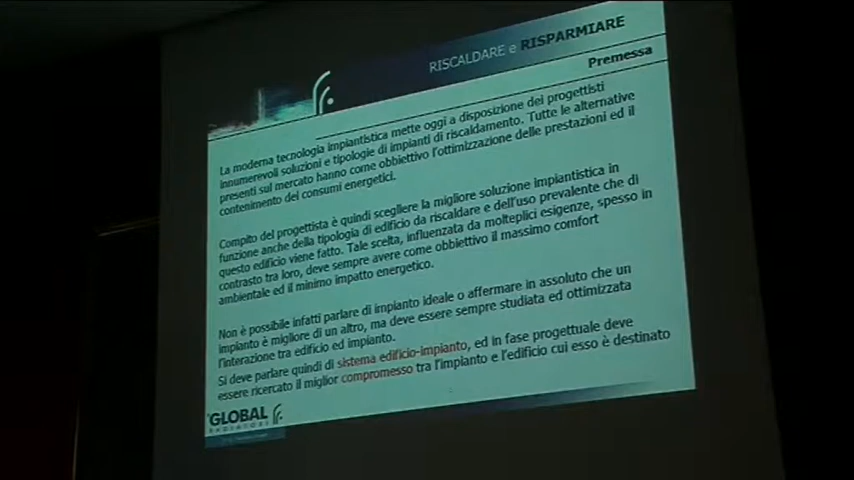 RISCALDARE e RISPARMIARE
Premessa
La moderna tecnologia impiantistica mette oggi a disposizione dei progettisti
innumerevoli soluzioni e tipologie di impianti di riscaldamento. Tutte le alternative
presenti sul mercato hanno come obbiettivo l'ottimizzazione delle prestazioni ed il
contenimento dei consumi energetici.
Compito del progettista è quindi scegliere la migliore soluzione impiantistica in
funzione anche della tipologia di edificio da riscaldare e dell'uso prevalente che di
questo edificio viene fatto. Tale scelta, influenzata da molteplici esigenze, spesso in
contrasto tra loro, deve sempre avere come obbiettivo il massimo comfort
ambientale ed il minimo impatto energetico.
Non è possibile infatti parlare di impianto ideale o affermare in assoluto che un
impianto è migliore di un altro, ma deve essere sempre studiata ed ottimizzata
l'interazione tra edificio ed impianto.
Si deve parlare quindi di sistema edificio-impianto, ed in fase progettuale deve
essere ricercato il miglior compromesso tra l'impianto e l'edificio cui esso è destinato
GLOBAL
RADIATORI